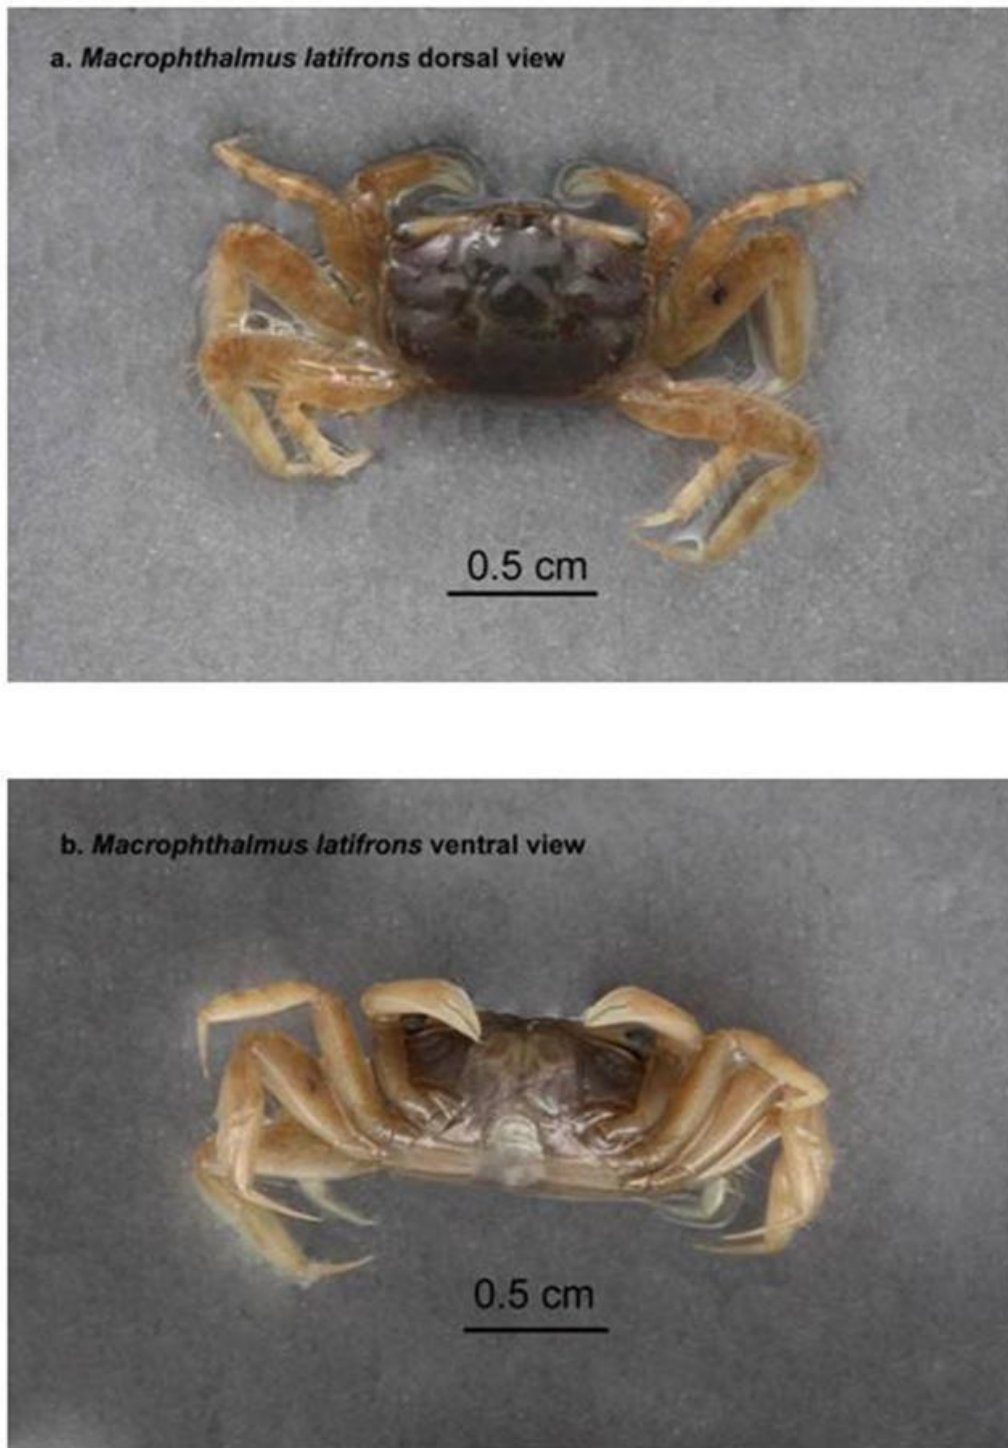 a. Macrophthalmus latifrons dorsal view
0.5 cm
b. Macrophthalmus latifrons ventral view
0.5 cm